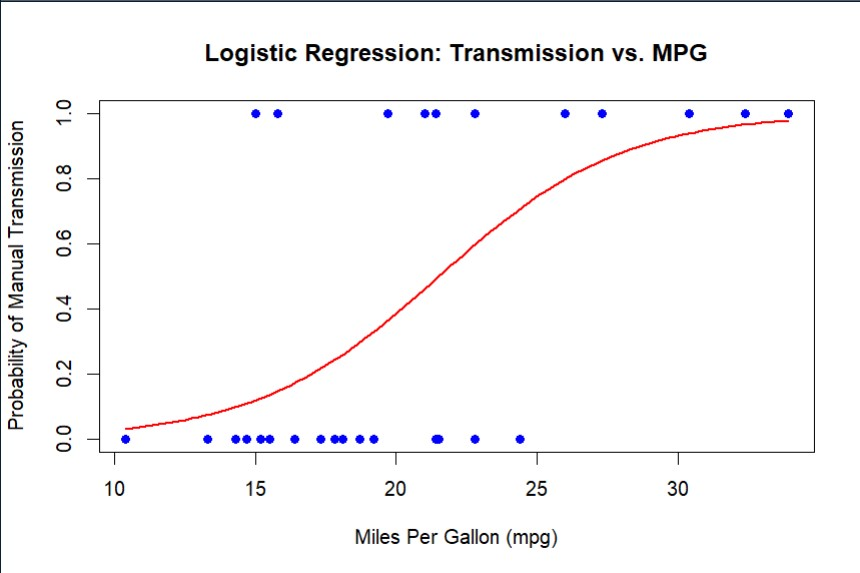 Logistic Regression: Transmission vs. MPG
Probability of Manual Transmission
1.0
0.8
0.6
0.4
0.2
0.0
10 15 20 25 30
Miles Per Gallon (mpg)